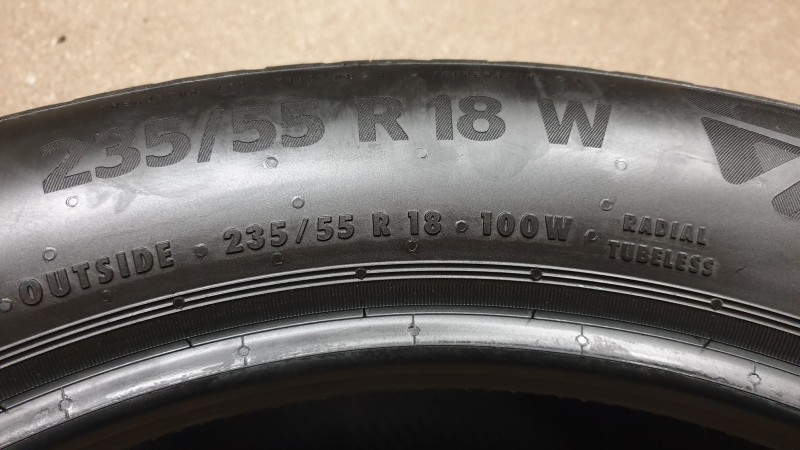 235/55 R 18 W
OUTSIDE • 235/55 R 18 • 100W • RADIAL
TUBELESS